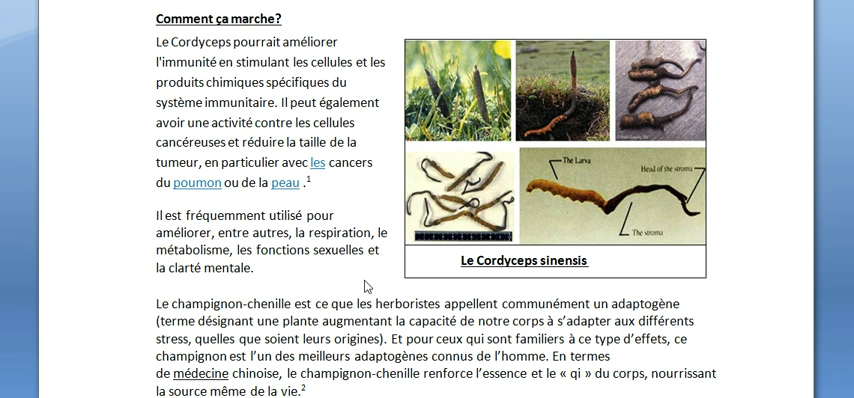 Comment ça marche?
Le Cordyceps pourrait améliorer
l'immunité en stimulant les cellules et les
produits chimiques spécifiques du
système immunitaire. Il peut également
avoir une activité contre les cellules
cancéreuses et réduire la taille de la
tumeur, en particulier avec les cancers
du poumon ou de la peau .1
Il est fréquemment utilisé pour
améliorer, entre autres, la respiration, le
métabolisme, les fonctions sexuelles et
la clarté mentale.
The Larva
Head of the stroma
The stroma
Le Cordyceps sinensis
Le champignon-chenille est ce que les herboristes appellent communément un adaptogène
(terme désignant une plante augmentant la capacité de notre corps à s’adapter aux différents
stress, quelles que soient leurs origines). Et pour ceux qui sont familiers à ce type d’effets, ce
champignon est l’un des meilleurs adaptogènes connus de l’homme. En termes
de médecine chinoise, le champignon-chenille renforce l’essence et le « qi » du corps, nourrissant
la source même de la vie.2